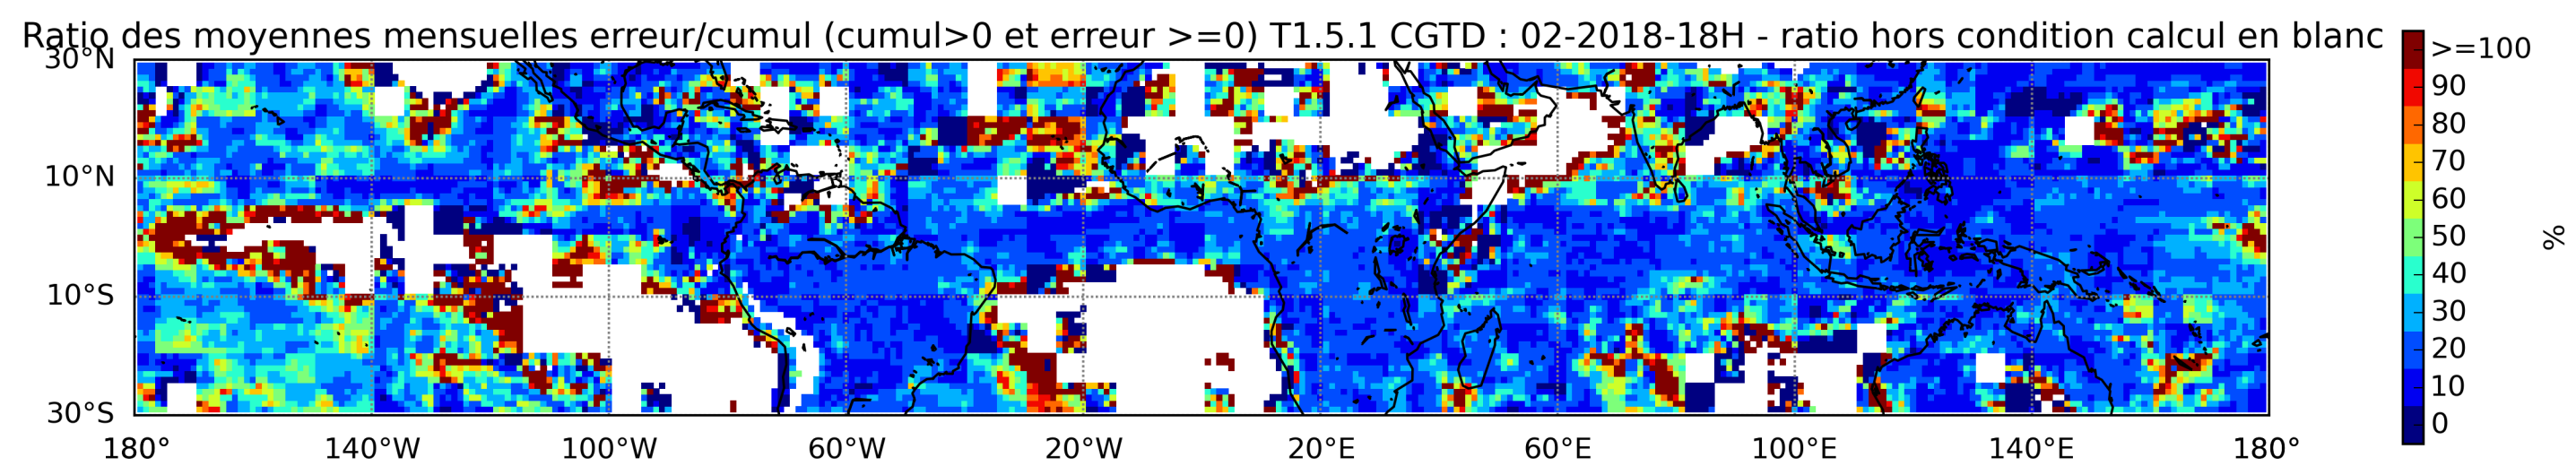 Ratio des moyennes mensuelles erreur/cumul (cumul>0 et erreur >=0) T1.5.1 CGTD : 02-2018-18H - ratio hors condition calcul en blanc
30°N
10°N
10°S
30°S
180° 140°W 100°W 60°W 20°W 20°E 60°E 100°E 140°E 180°
>=100
90
80
70
60
50
40
30
20
10
0
%